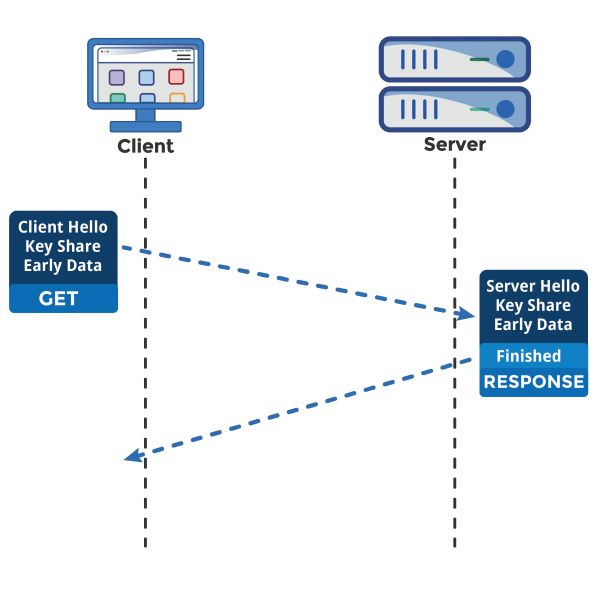 Client
Server
Client Hello
Key Share
Early Data
GET
Server Hello
Key Share
Early Data
Finished
RESPONSE